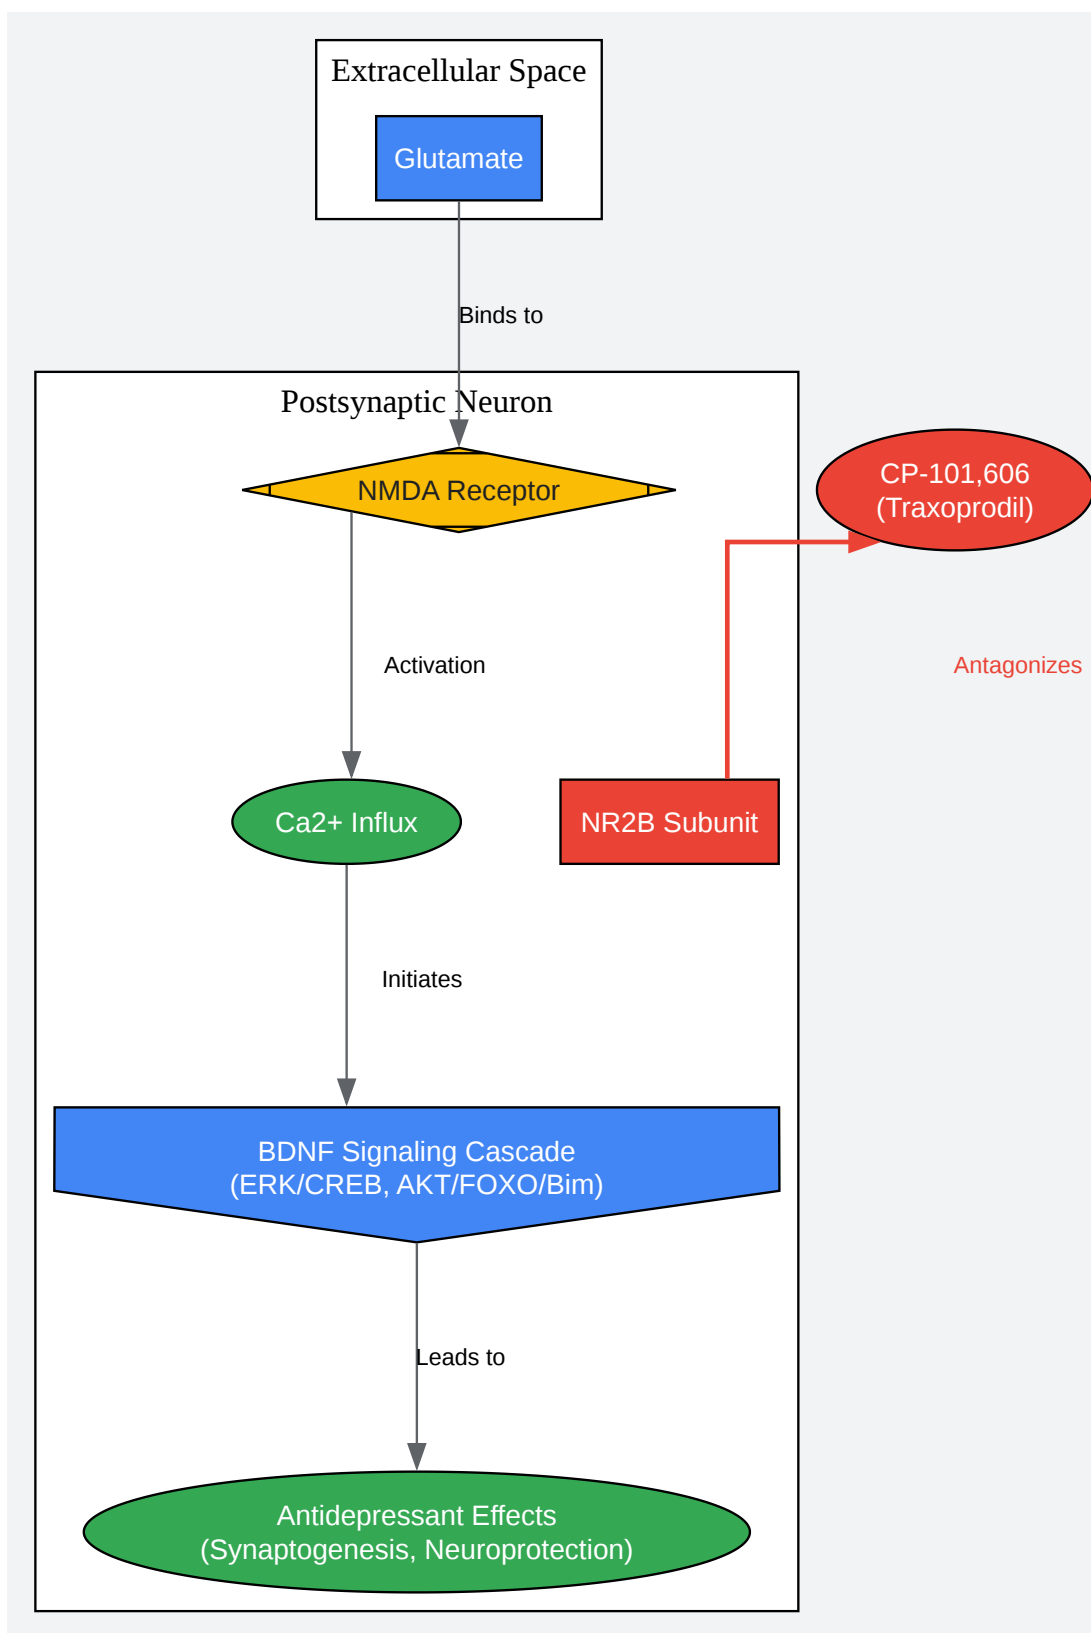 Extracellular Space
Glutamate
Binds to
Postsynaptic Neuron
NMDA Receptor
CP-101,606
(Traxoprodil)
Activation
Antagonizes
Ca2+ Influx
NR2B Subunit
Initiates
BDNF Signaling Cascade
(ERK/CREB, AKT/FOXO/Bim)
Leads to
Antidepressant Effects
(Synaptogenesis, Neuroprotection)